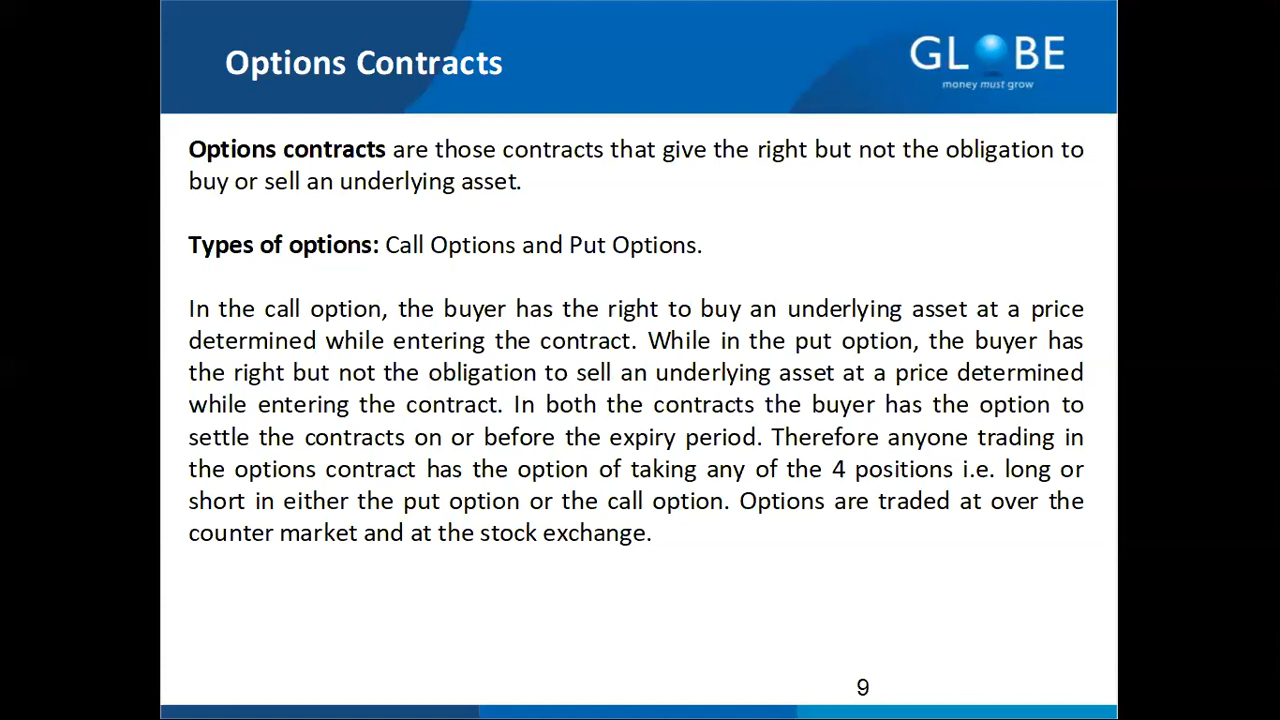 Options Contracts
GLOBE
money must grow
Options contracts are those contracts that give the right but not the obligation to
buy or sell an underlying asset.
Types of options: Call Options and Put Options.
In the call option, the buyer has the right to buy an underlying asset at a price
determined while entering the contract. While in the put option, the buyer has
the right but not the obligation to sell an underlying asset at a price determined
while entering the contract. In both the contracts the buyer has the option to
settle the contracts on or before the expiry period. Therefore anyone trading in
the options contract has the option of taking any of the 4 positions i.e. long or
short in either the put option or the call option. Options are traded at over the
counter market and at the stock exchange.
9